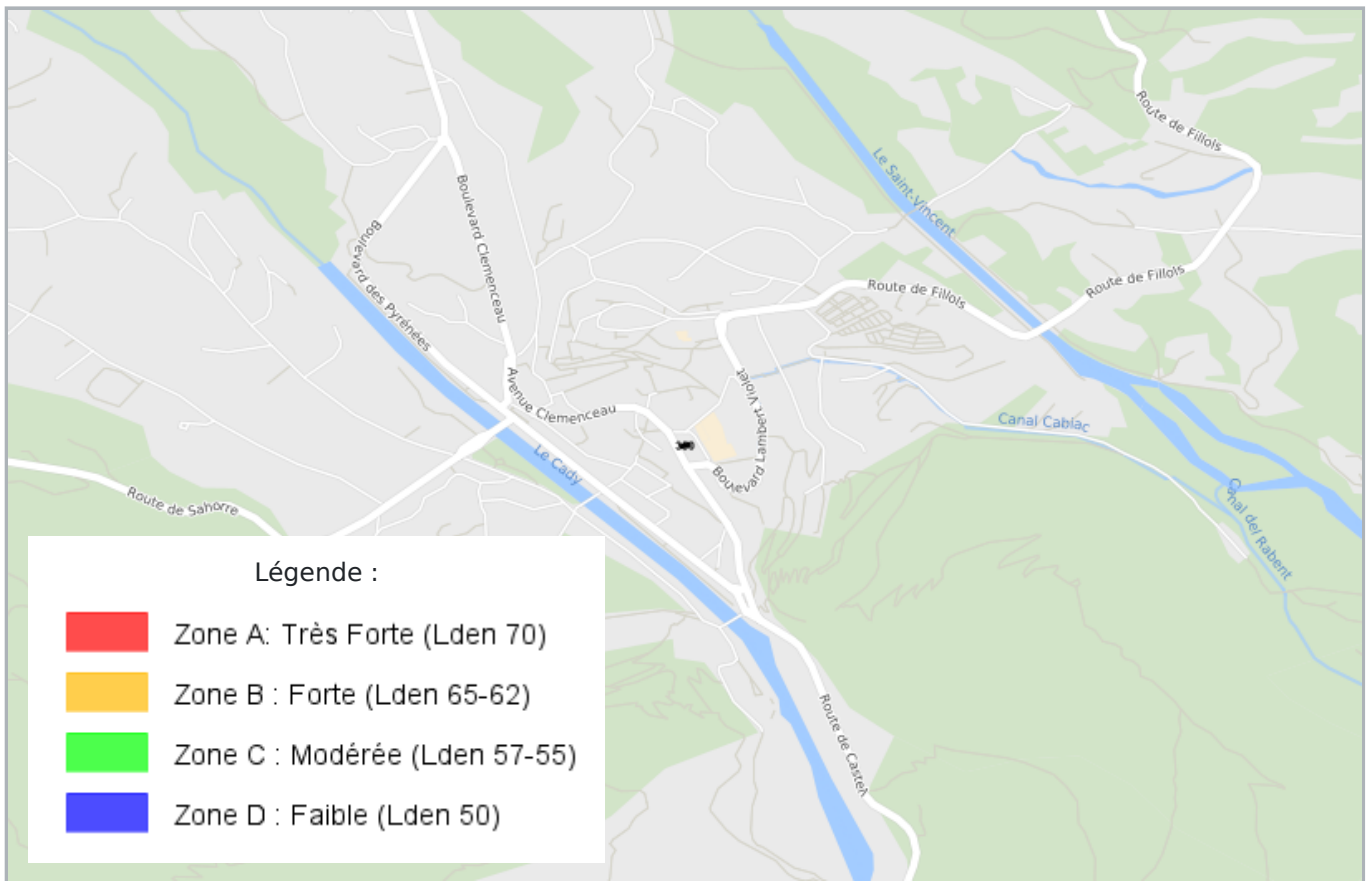 Route de Fillols
Le Saint-Vincent
Boulevard Clemenceau
Boulevard des Pyrénées
Route de Fillols
Route de Fillols
Avenue Clemenceau
Boulevard Lambert Violet
Canal Cablac
Le Cady
Route de Sahorre
Canal del Rabent
Route de Casteil
Légende :
Zone A: Très Forte (Lden 70)
Zone B : Forte (Lden 65-62)
Zone C : Modérée (Lden 57-55)
Zone D : Faible (Lden 50)